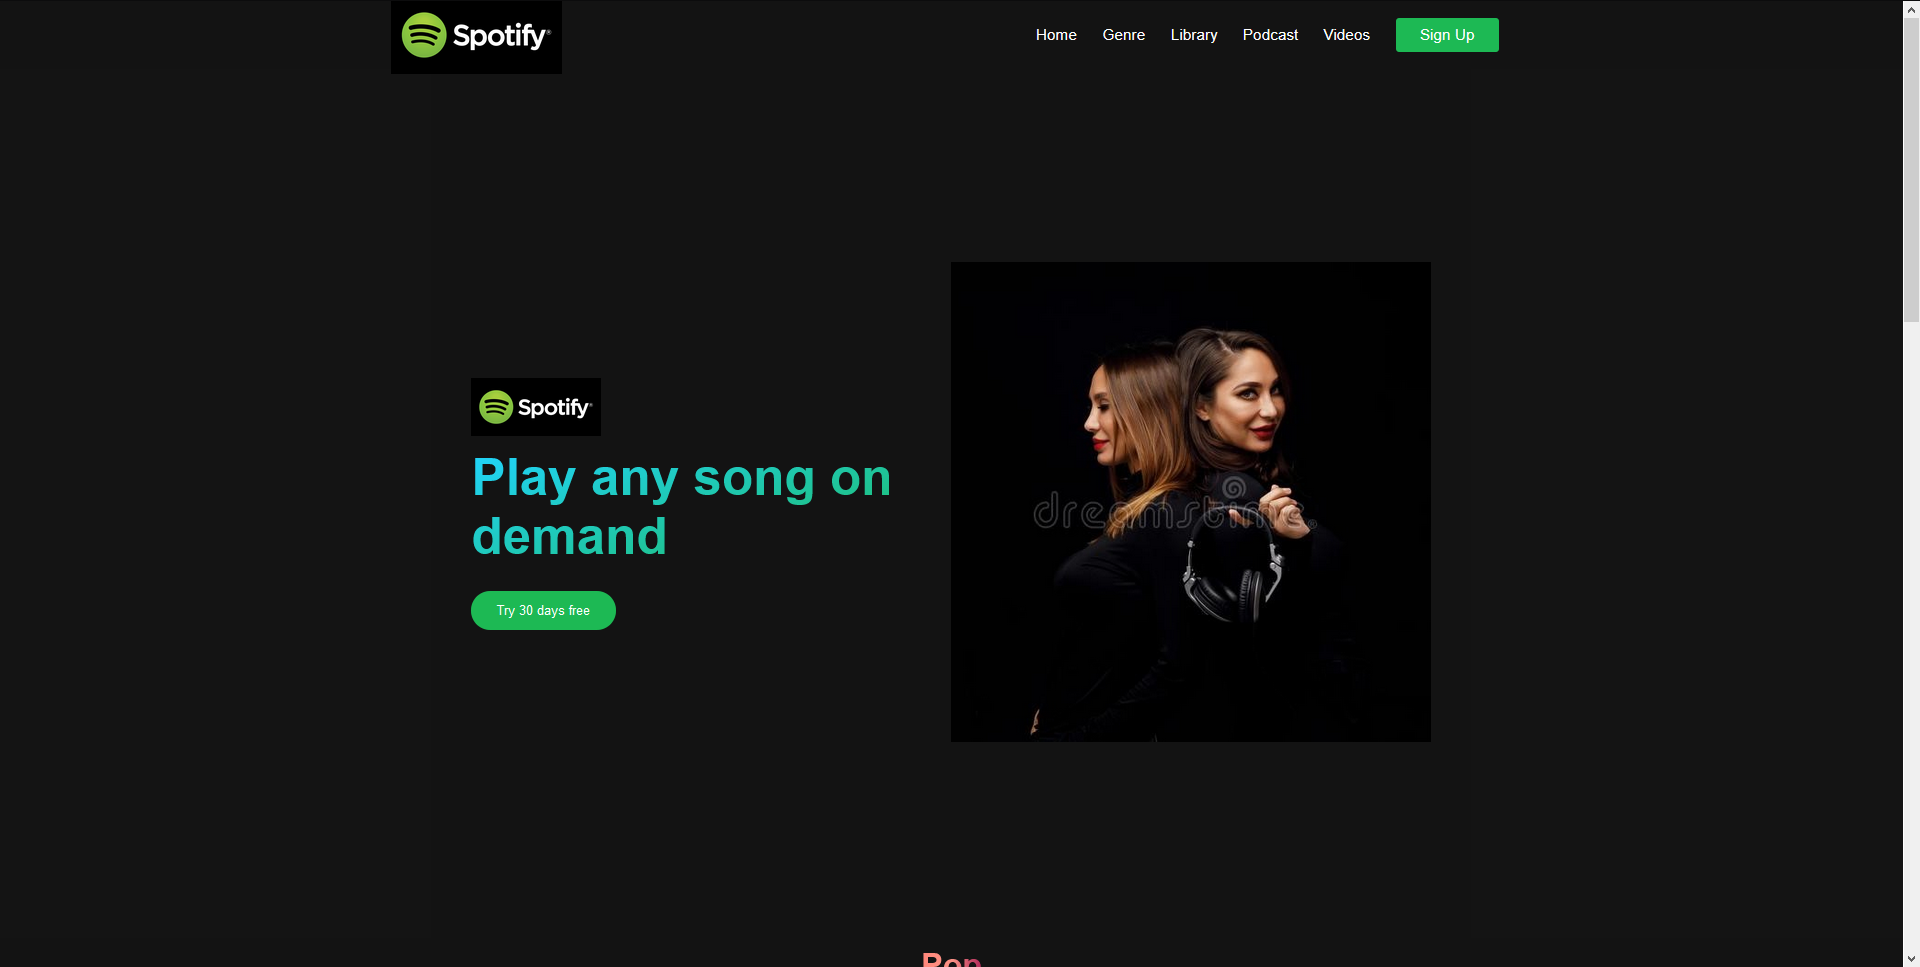 Spotify®
Home
Genre
Library
Podcast
Videos
Sign Up
Spotify®
Play any song on
demand
Try 30 days free
dreamstime®
Pop